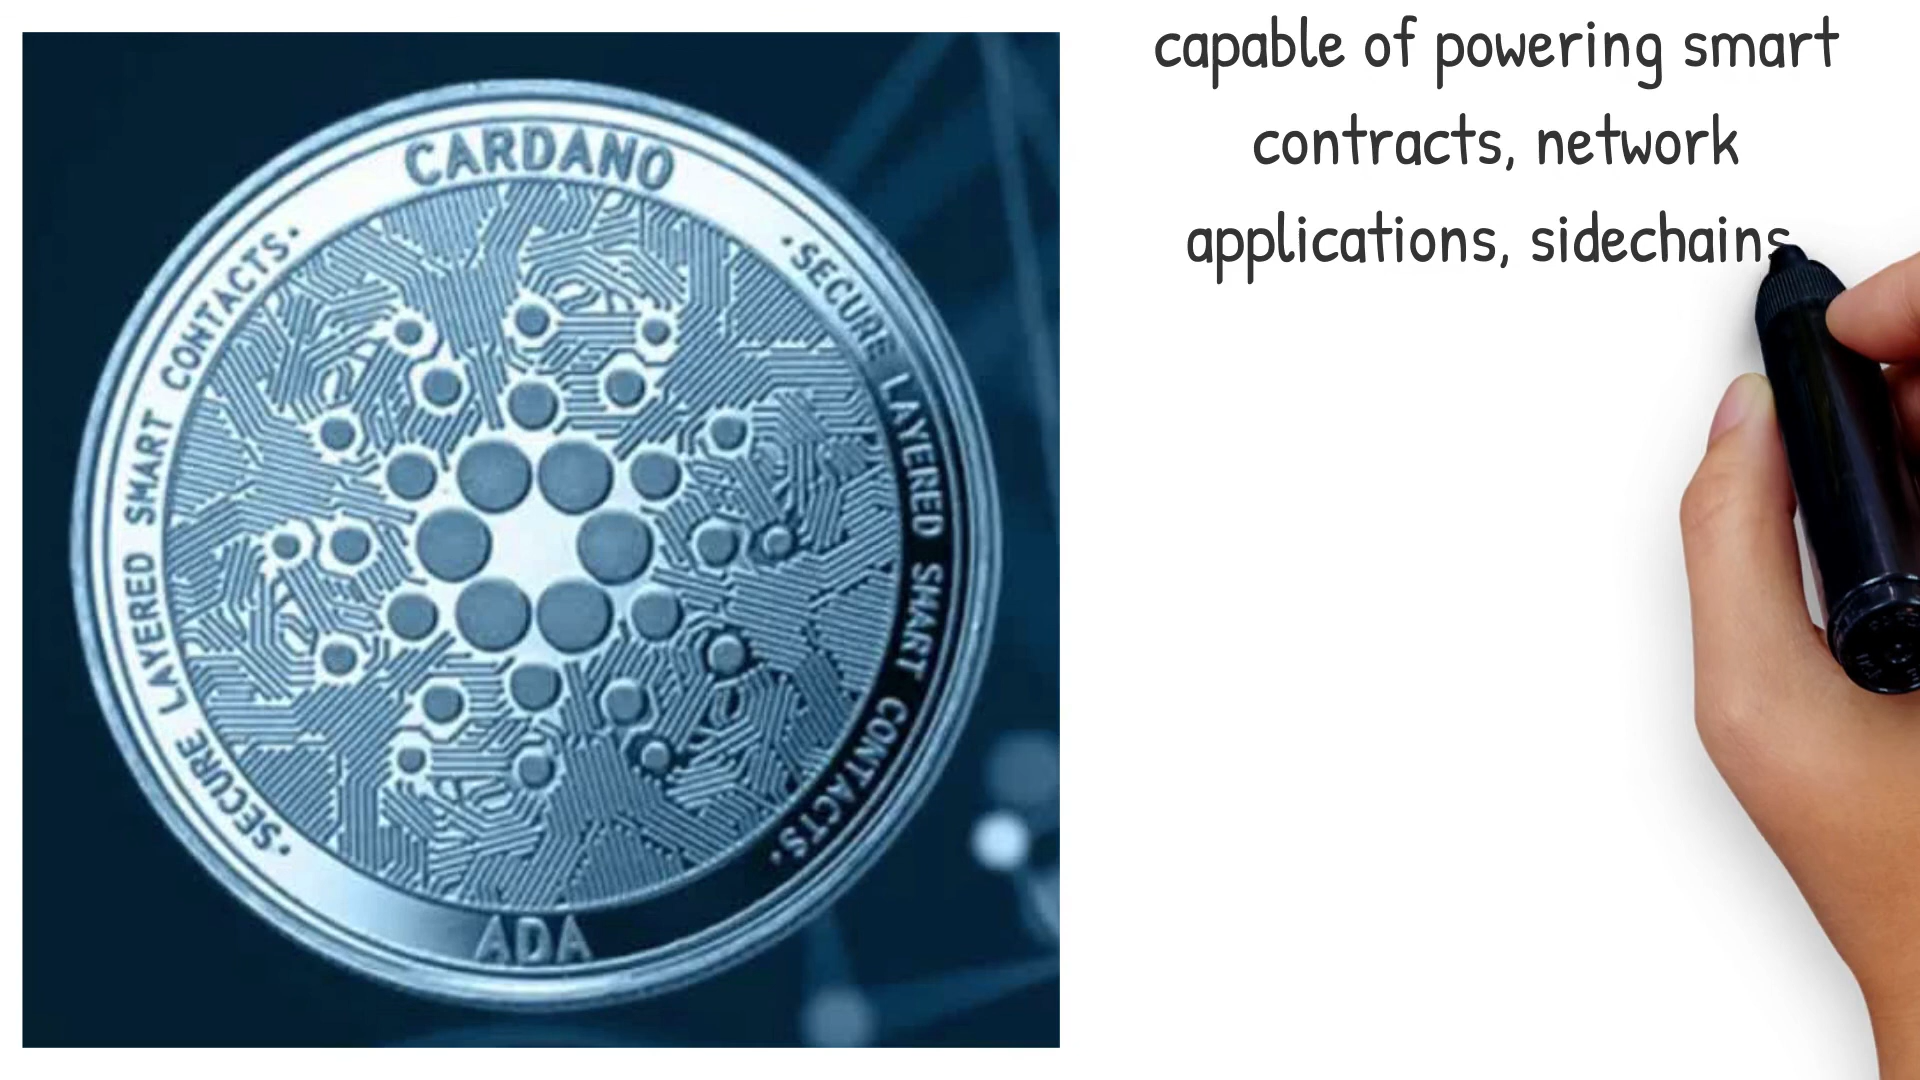 CARDANO
•SECURE LAYERED SMART CONTACTS•
•SECURE LAYERED SMART CONTACTS•
ADA
capable of powering smart
contracts, network
applications, sidechains